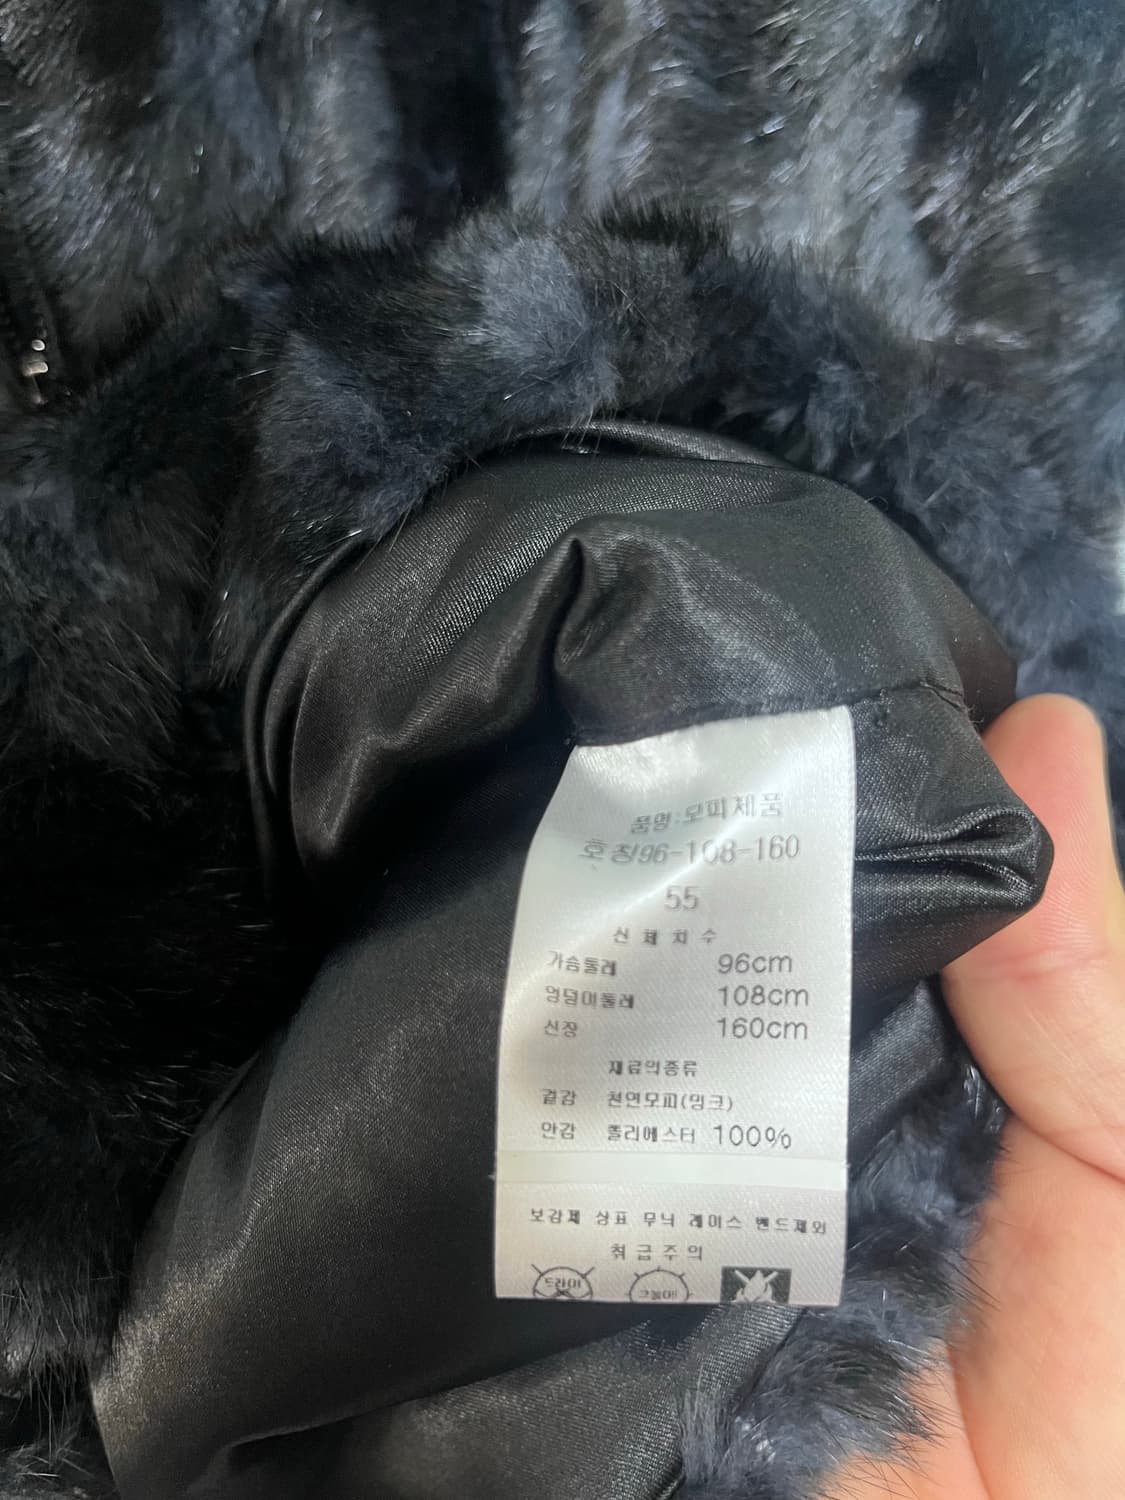 품명:모피제품
호칭96-108-160
55
신체치수
가슴둘레 96cm
엉덩이둘레 108cm
신장 160cm
재료의종류
겉감 천연모피(밍크)
안감 폴리에스터 100%
보강제 상표 무늬 레이스 밴드제외
취급주의
드라이